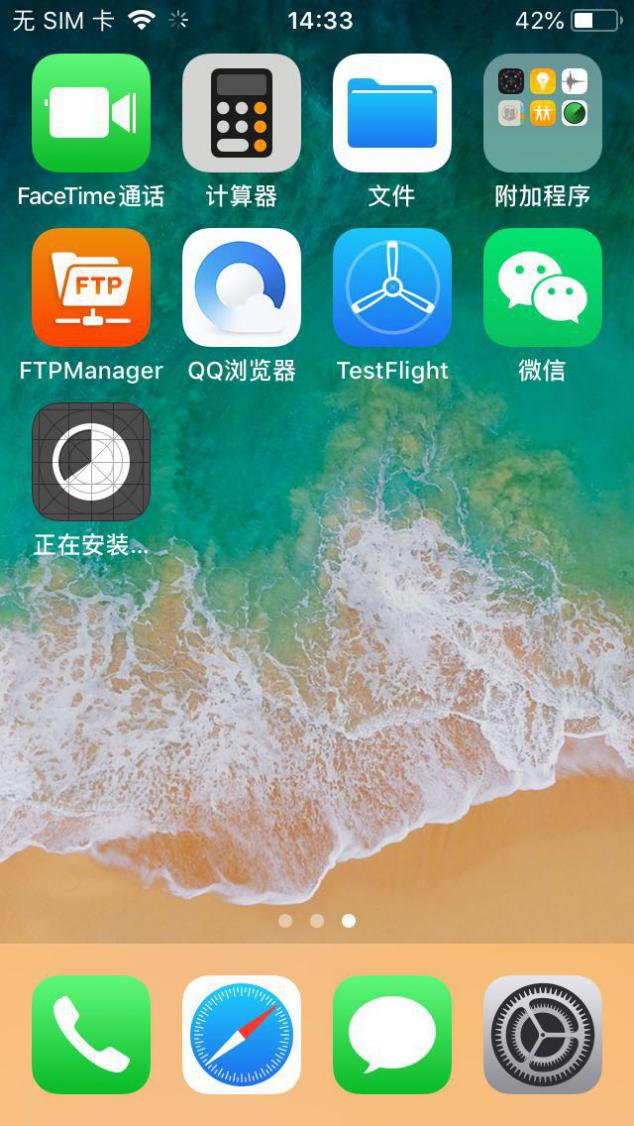 无 SIM 卡 14:33 42%
FaceTime通话 计算器 文件 附加程序
FTP
FTPManager QQ浏览器 TestFlight 微信
正在安装...